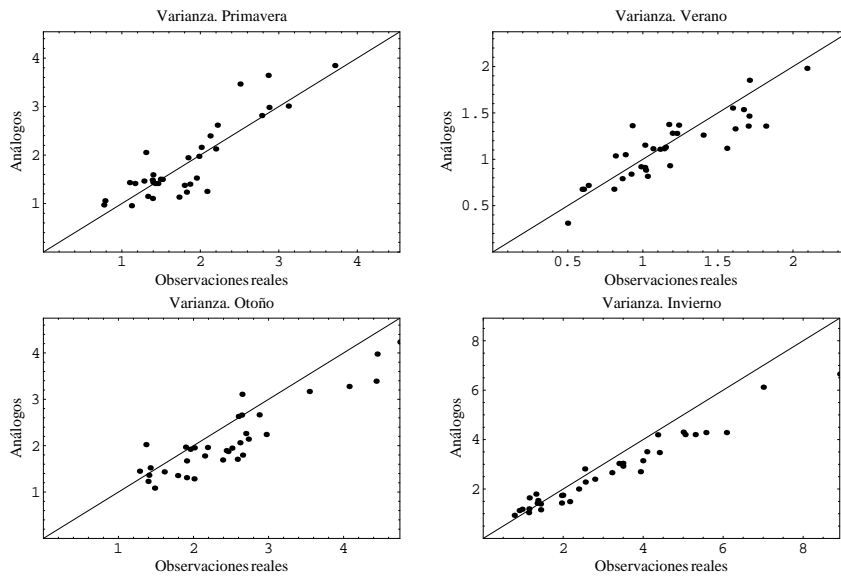 Varianza. Primavera
4
3
2
1
Análogos
1
2
3
4
Observaciones reales
Varianza. Verano
2
1.5
1
0.5
Análogos
0.5
1
1.5
2
Observaciones reales
Varianza. Otoño
4
3
2
1
Análogos
1
2
3
4
Observaciones reales
Varianza. Invierno
8
6
4
2
Análogos
2
4
6
8
Observaciones reales